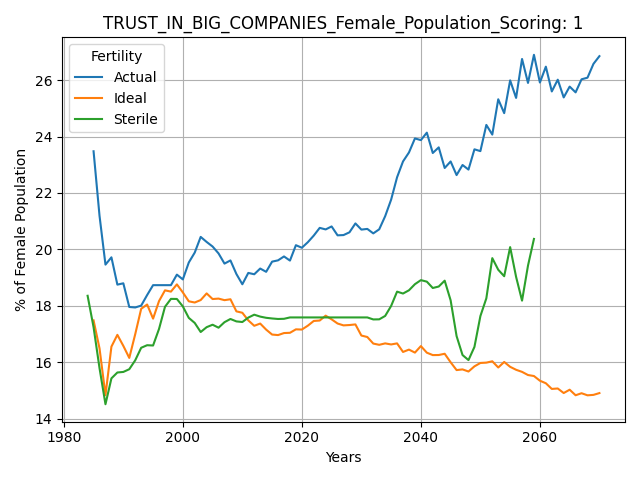 TRUST_IN_BIG_COMPANIES_Female_Population_Scoring: 1
Fertility
Actual
Ideal
Sterile
% of Female Population
26
24
22
20
18
16
14
1980
2000
2020
2040
2060
Years